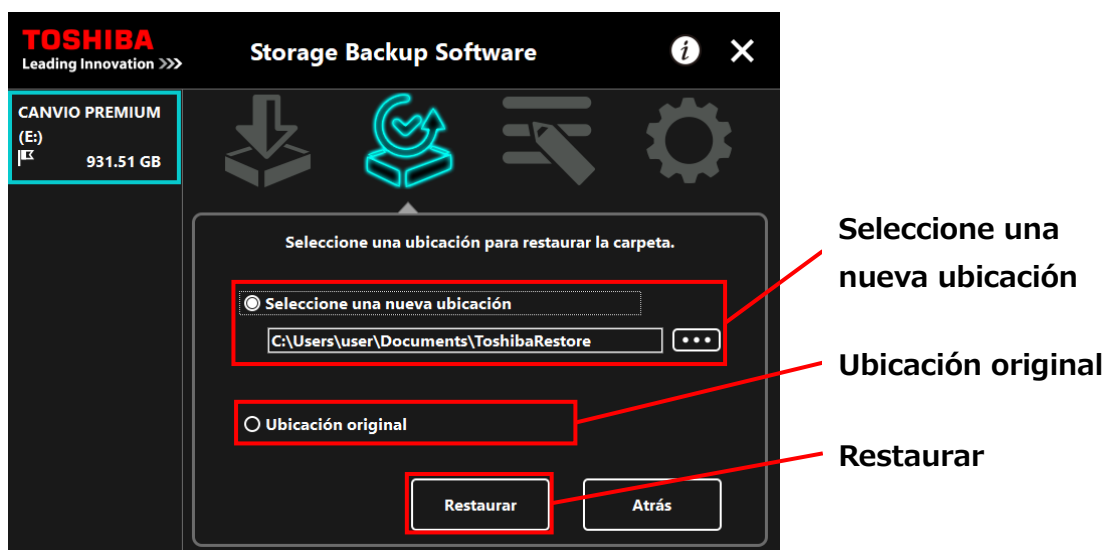 TOSHIBA
Leading Innovation >>>
Storage Backup Software
i
CANVIO PREMIUM
(E:)
931.51 GB
Seleccione una ubicación para restaurar la carpeta.
Seleccione una nueva ubicación
C:\Users\user\Documents\ToshibaRestore
Ubicación original
Restaurar
Atrás
Seleccione una
nueva ubicación
Ubicación original
Restaurar